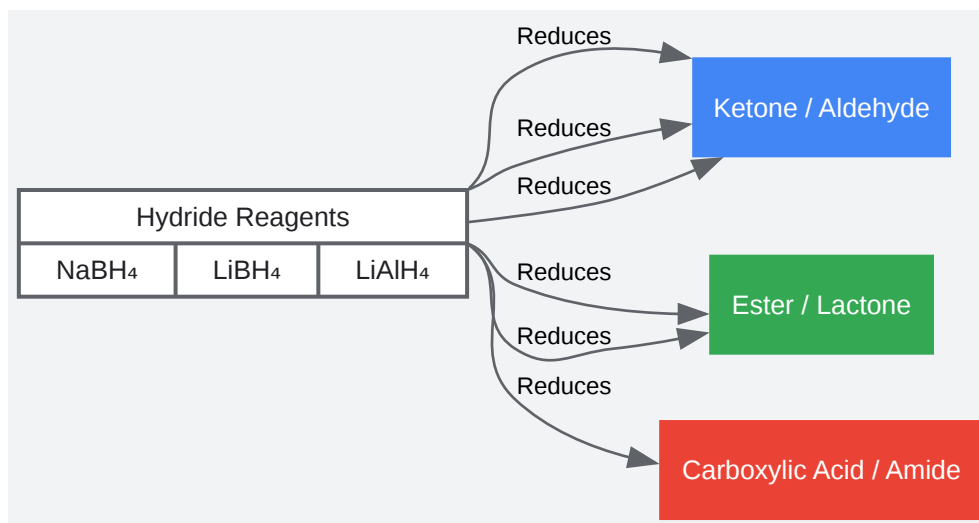 Reduces
Ketone / Aldehyde
Reduces
Reduces
Hydride Reagents
NaBH₄ LiBH₄ LiAlH₄
Reduces
Ester / Lactone
Reduces
Reduces
Carboxylic Acid / Amide